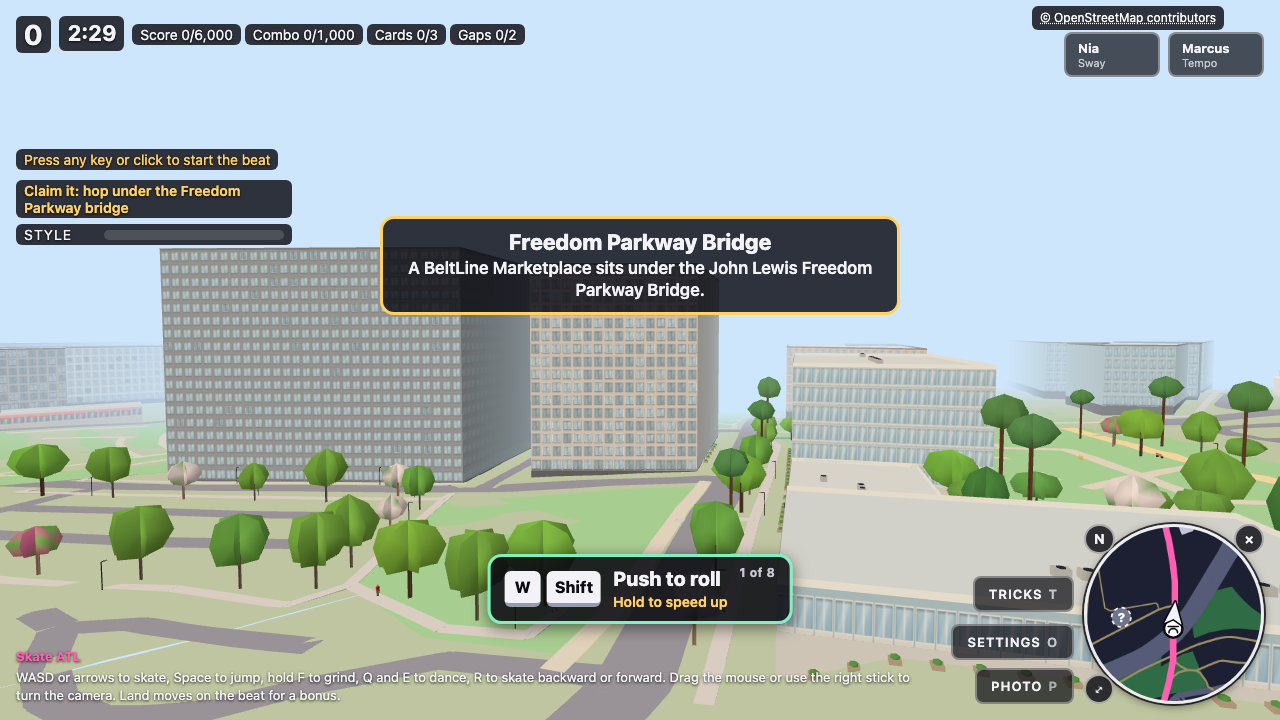 0
2:29
Score 0/6,000
Combo 0/1,000
Cards 0/3
Gaps 0/2
© OpenStreetMap contributors
Nia
Sway
Marcus
Tempo
Press any key or click to start the beat
Claim it: hop under the Freedom
Parkway bridge
STYLE
Freedom Parkway Bridge
A BeltLine Marketplace sits under the John Lewis Freedom
Parkway Bridge.
W
Shift
Push to roll
1 of 8
Hold to speed up
N
×
?
TRICKS T
SETTINGS O
PHOTO P
Skate ATL
WASD or arrows to skate, Space to jump, hold F to grind, Q and E to dance, R to skate backward or forward. Drag the mouse or use the right stick to
turn the camera. Land moves on the beat for a bonus.